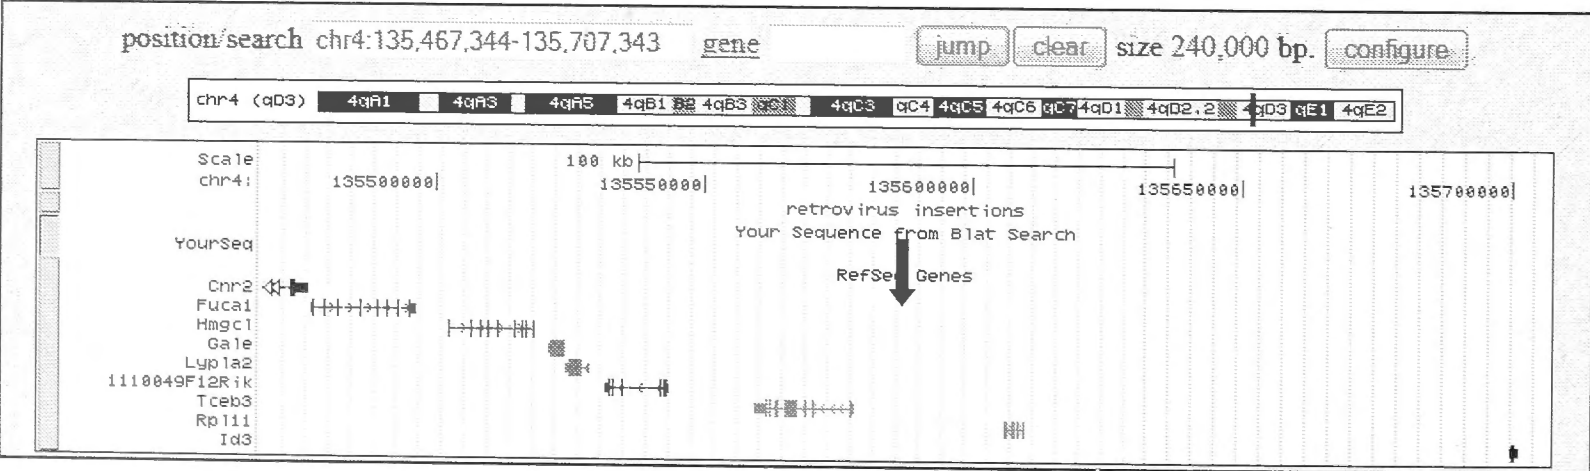 position/search chr4:135,467,344-135,707,343 gene jump clear size 240,000 bp. configure
chr4 (qD3) 4qA1 4qA3 4qA5 4qB1 B2 4qB3 qC1 4qC3 qC4 4qC5 4qC6 qC7 4qD1 4qD2.2 4qD3 qE1 4qE2
Scale 100 kb
chr4: 135500000 135550000 135600000 135650000 135700000
retrovirus insertions
Your Sequence from Blat Search
YourSeq
RefSeq Genes
Cnr2
Fuca1
Hmgcl
Gale
Lypla2
1110049F12Rik
Tceb3
Rpl11
Id3